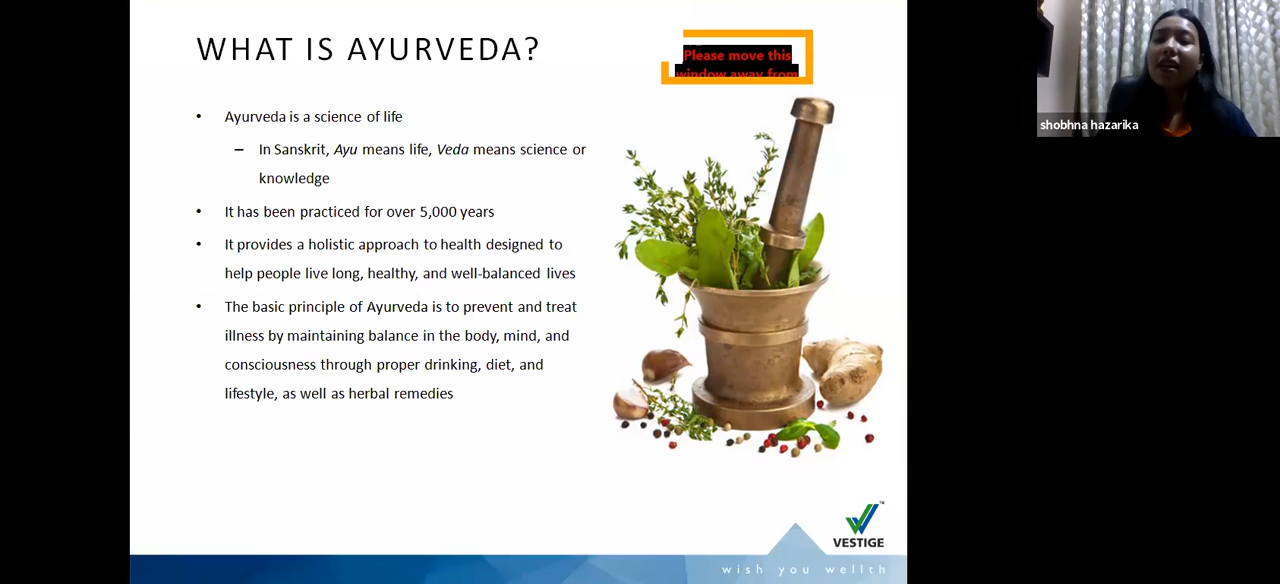 WHAT IS AYURVEDA?
Please move this
window away from
• Ayurveda is a science of life
– In Sanskrit, Ayu means life, Veda means science or
knowledge
• It has been practiced for over 5,000 years
• It provides a holistic approach to health designed to
help people live long, healthy, and well-balanced lives
• The basic principle of Ayurveda is to prevent and treat
illness by maintaining balance in the body, mind, and
consciousness through proper drinking, diet, and
lifestyle, as well as herbal remedies
shobhna hazarika
VESTIGE™
wish you wellth